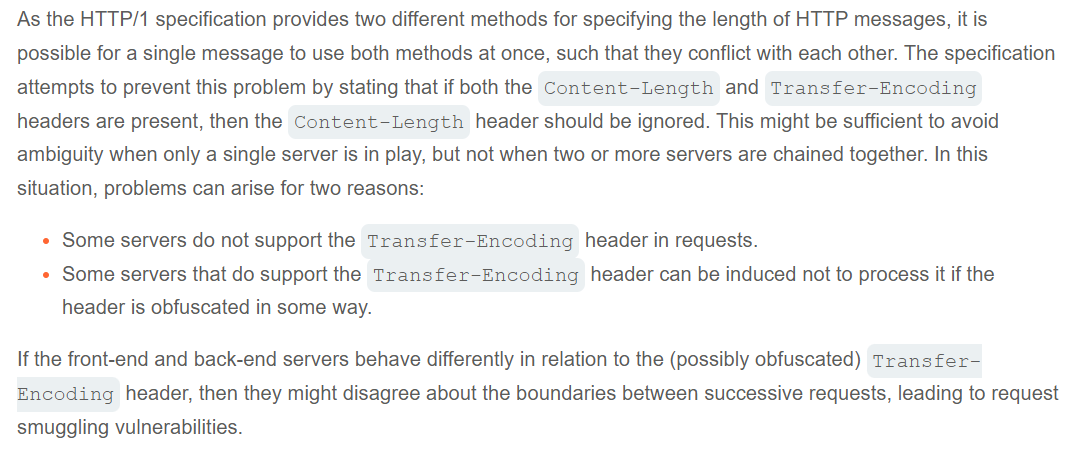 As the HTTP/1 specification provides two different methods for specifying the length of HTTP messages, it is
possible for a single message to use both methods at once, such that they conflict with each other. The specification
attempts to prevent this problem by stating that if both the Content-Length and Transfer-Encoding
headers are present, then the Content-Length header should be ignored. This might be sufficient to avoid
ambiguity when only a single server is in play, but not when two or more servers are chained together. In this
situation, problems can arise for two reasons:
• Some servers do not support the Transfer-Encoding header in requests.
• Some servers that do support the Transfer-Encoding header can be induced not to process it if the
header is obfuscated in some way.
If the front-end and back-end servers behave differently in relation to the (possibly obfuscated) Transfer-
Encoding header, then they might disagree about the boundaries between successive requests, leading to request
smuggling vulnerabilities.